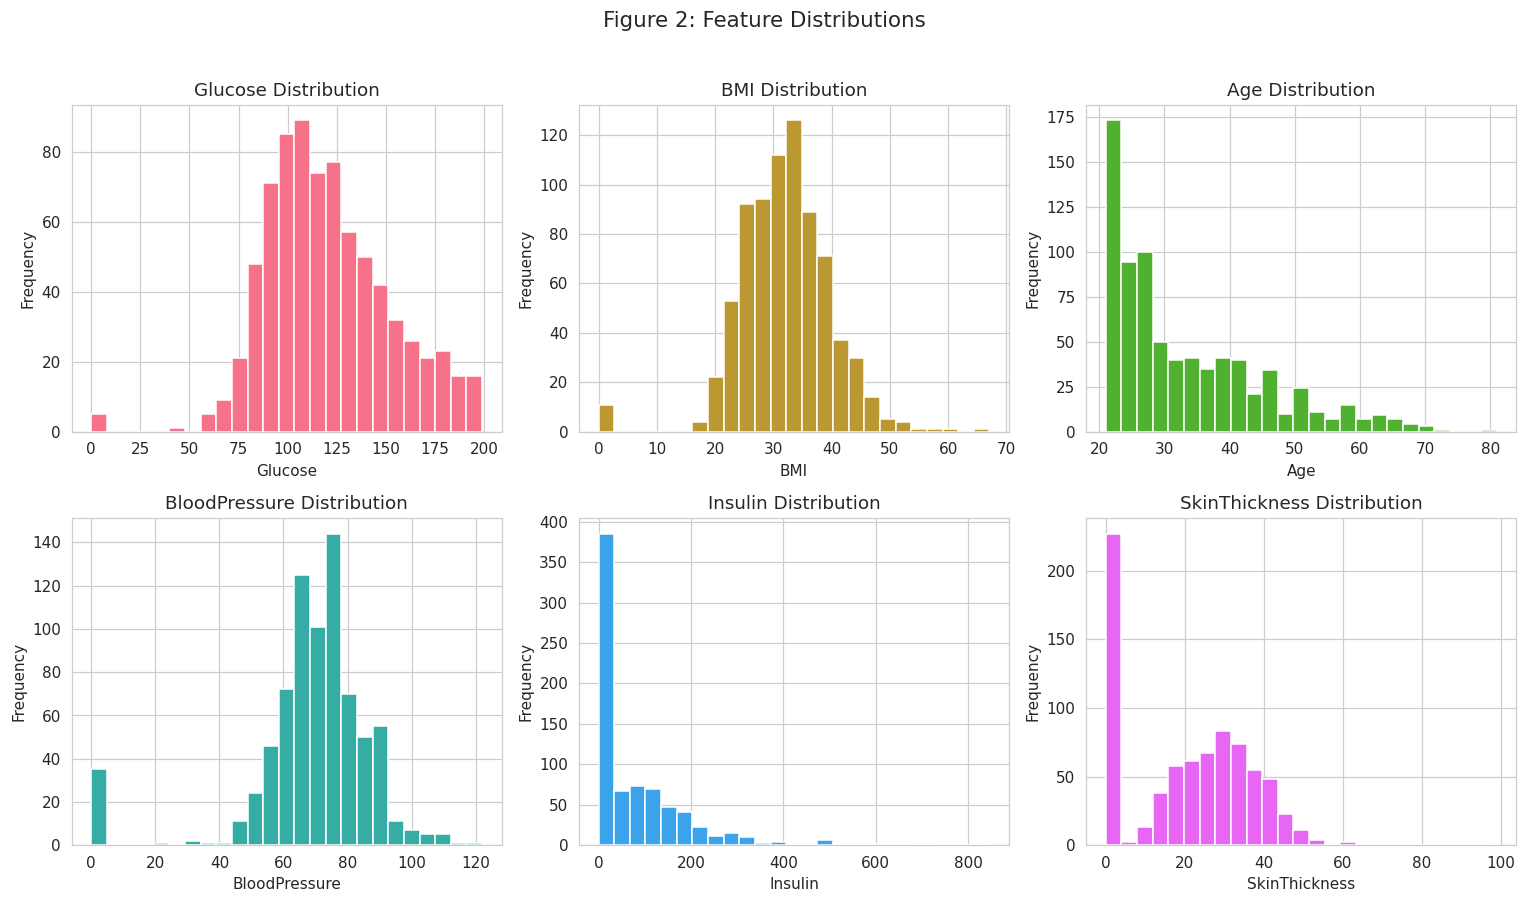 Figure 2: Feature Distributions
Glucose Distribution
80
60
40
20
0
Frequency
0 25 50 75 100 125 150 175 200
Glucose
BMI Distribution
120
100
80
60
40
20
0
Frequency
0 10 20 30 40 50 60 70
BMI
Age Distribution
175
150
125
100
75
50
25
0
Frequency
20 30 40 50 60 70 80
Age
BloodPressure Distribution
140
120
100
80
60
40
20
0
Frequency
0 20 40 60 80 100 120
BloodPressure
Insulin Distribution
400
350
300
250
200
150
100
50
0
Frequency
0 200 400 600 800
Insulin
SkinThickness Distribution
200
150
100
50
0
Frequency
0 20 40 60 80 100
SkinThickness